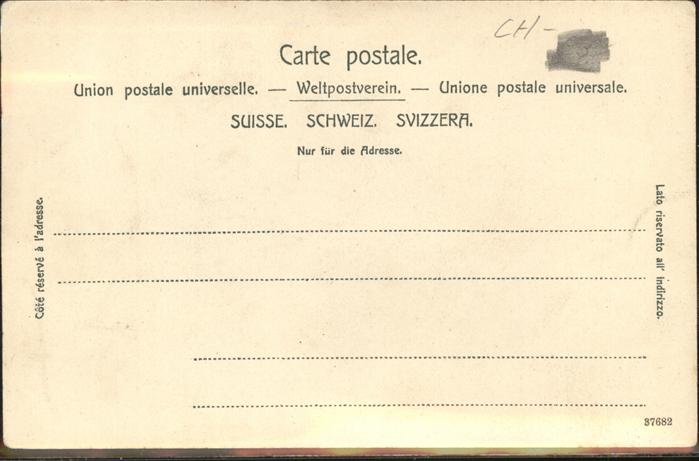 CH-
Carte postale.
Union postale universelle. — Weltpostverein. — Unione postale universale.
SUISSE. SCHWEIZ. SVIZZERA.
Nur für die Adresse.
Côté réservé à l'adresse.
Lato riservato all' indirizzo.
37682